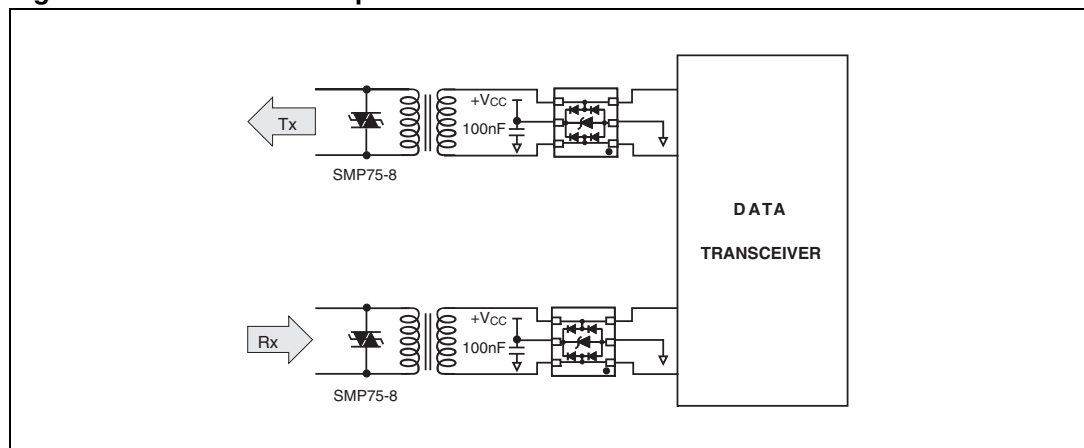 Tx
+VCC
100nF
SMP75-8
DATA
TRANSCEIVER
Rx
+VCC
100nF
SMP75-8